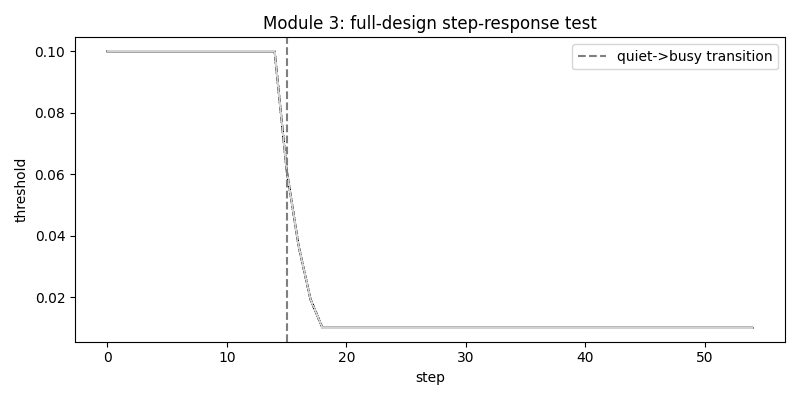 Module 3: full-design step-response test
quiet->busy transition
0.10
0.08
0.06
0.04
0.02
threshold
0 10 20 30 40 50
step